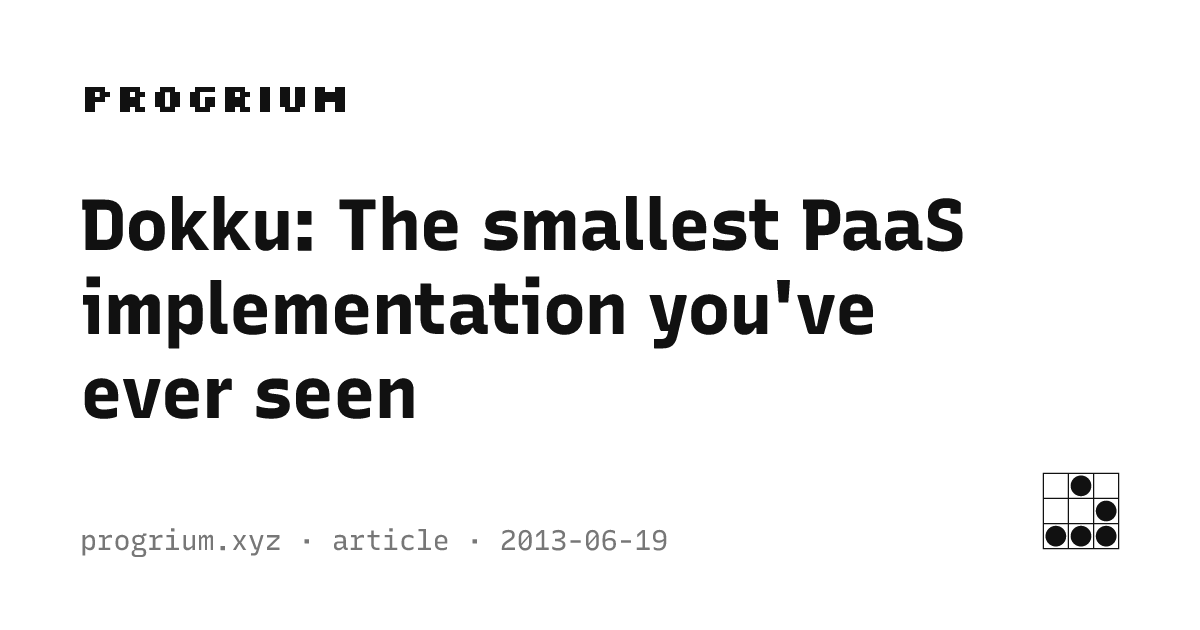 PROGRIUM
Dokku: The smallest PaaS
implementation you've
ever seen
progrium.xyz · article · 2013-06-19